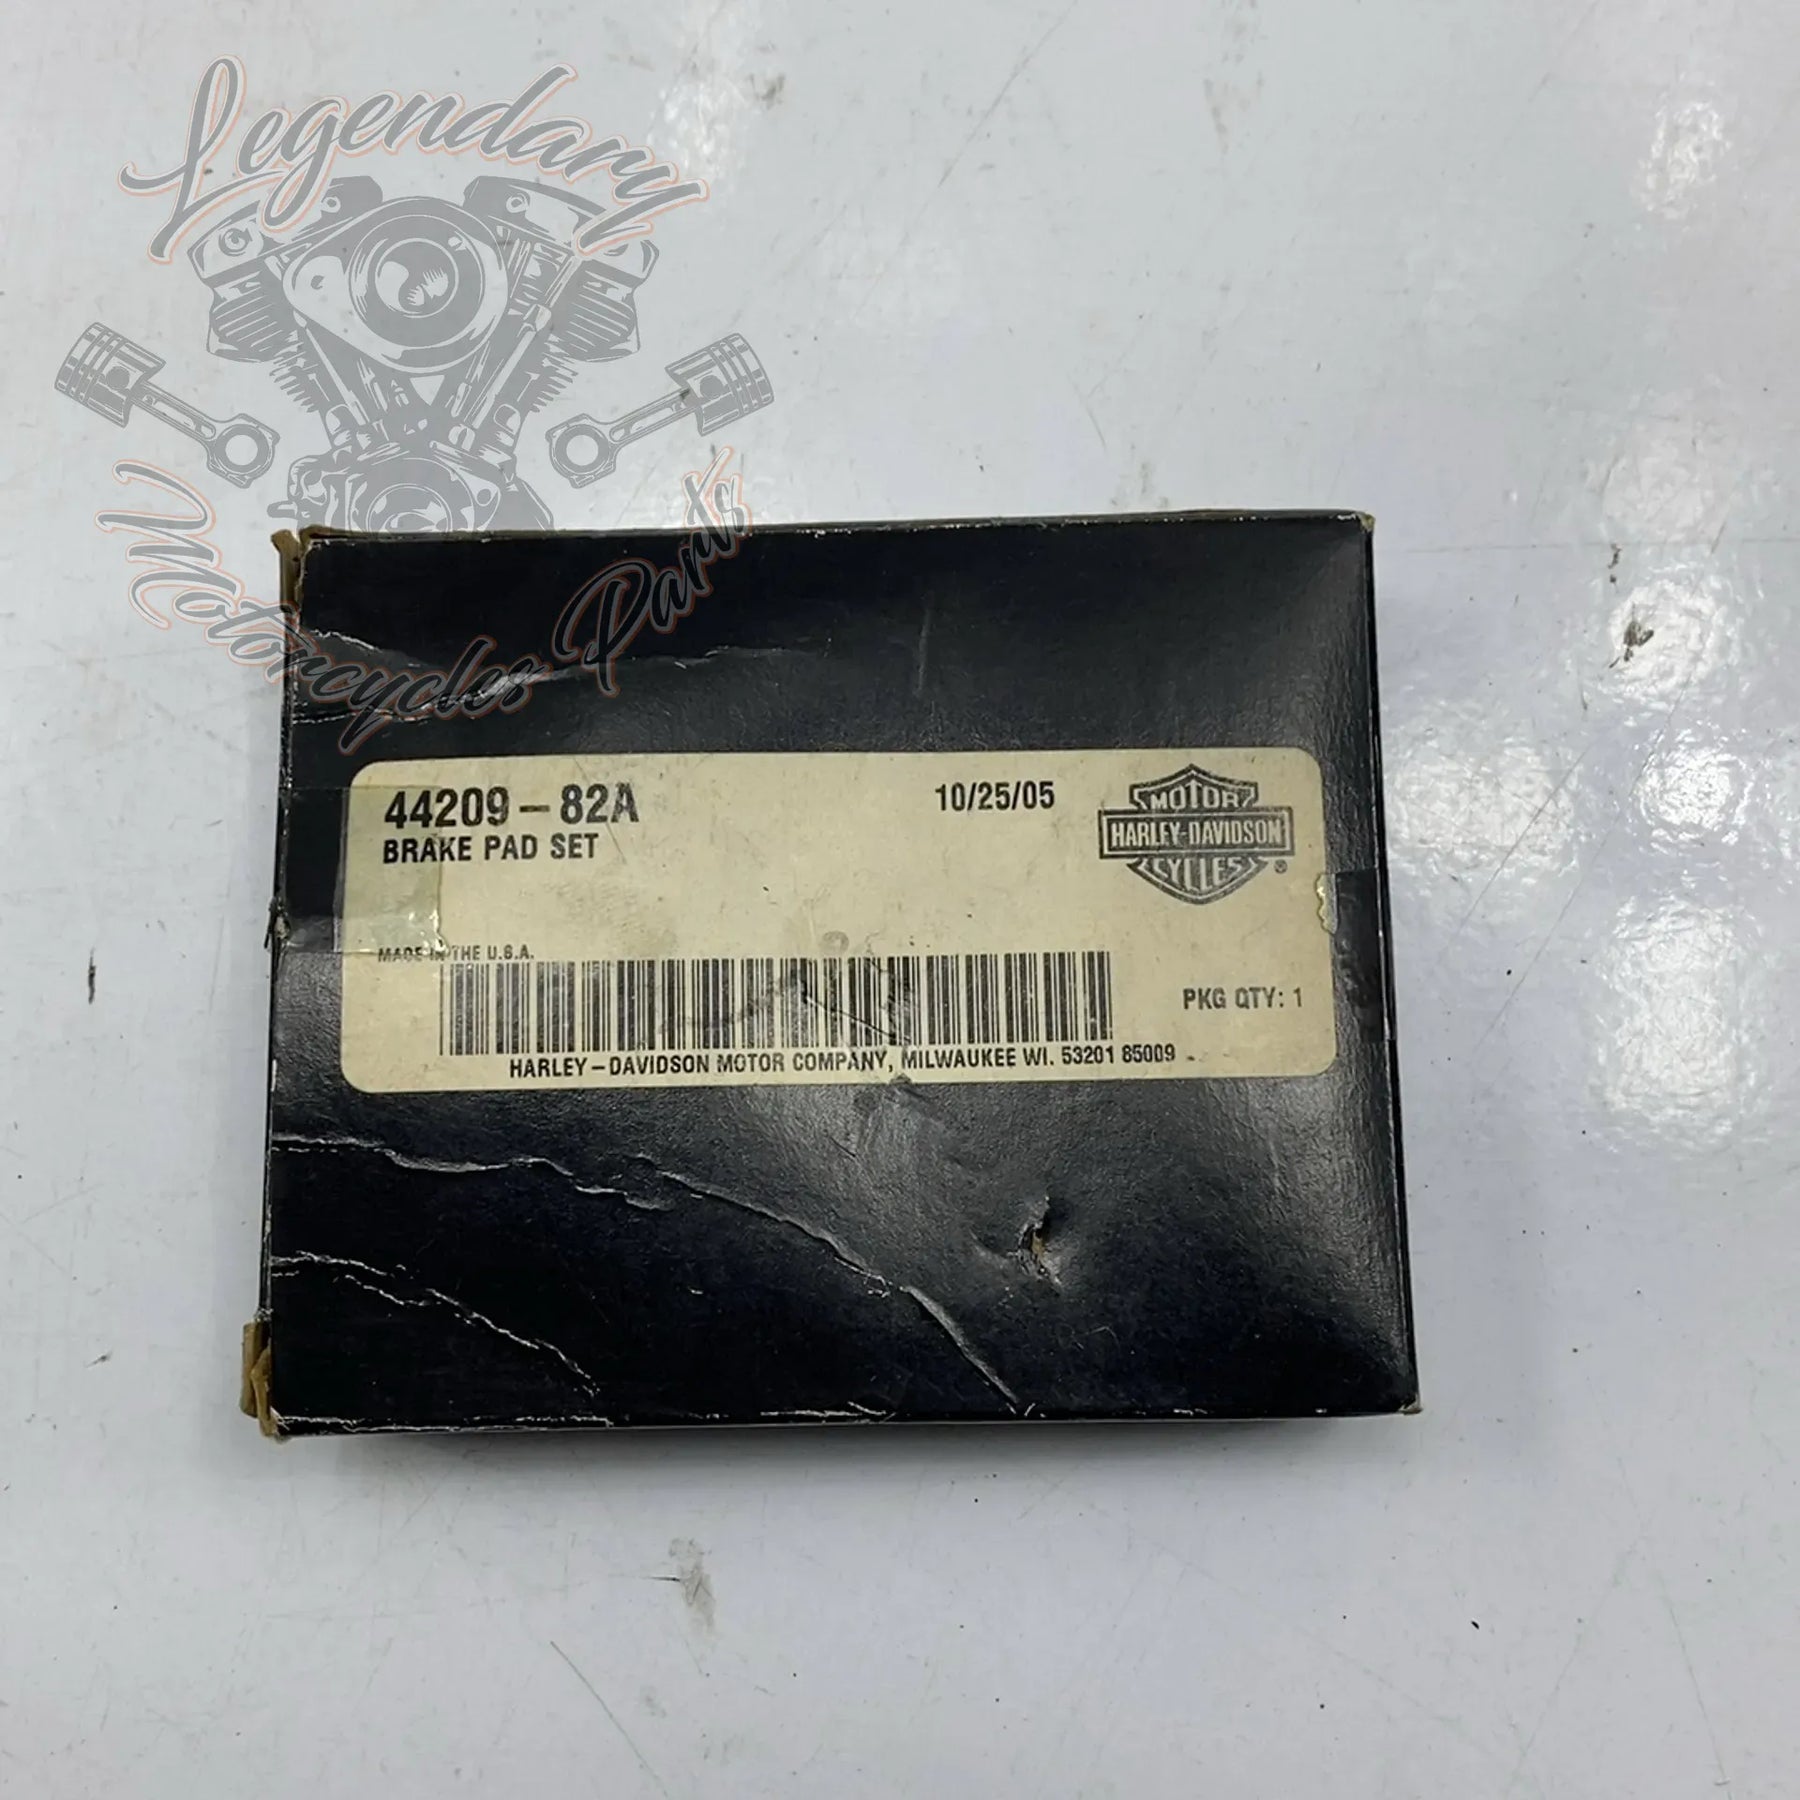 Legendary
Motorcycles Parts
44209-82A
10/25/05
BRAKE PAD SET
MOTOR
HARLEY-DAVIDSON
CYCLES
®
MADE IN THE U.S.A.
PKG QTY: 1
HARLEY-DAVIDSON MOTOR COMPANY, MILWAUKEE WI. 53201 85009